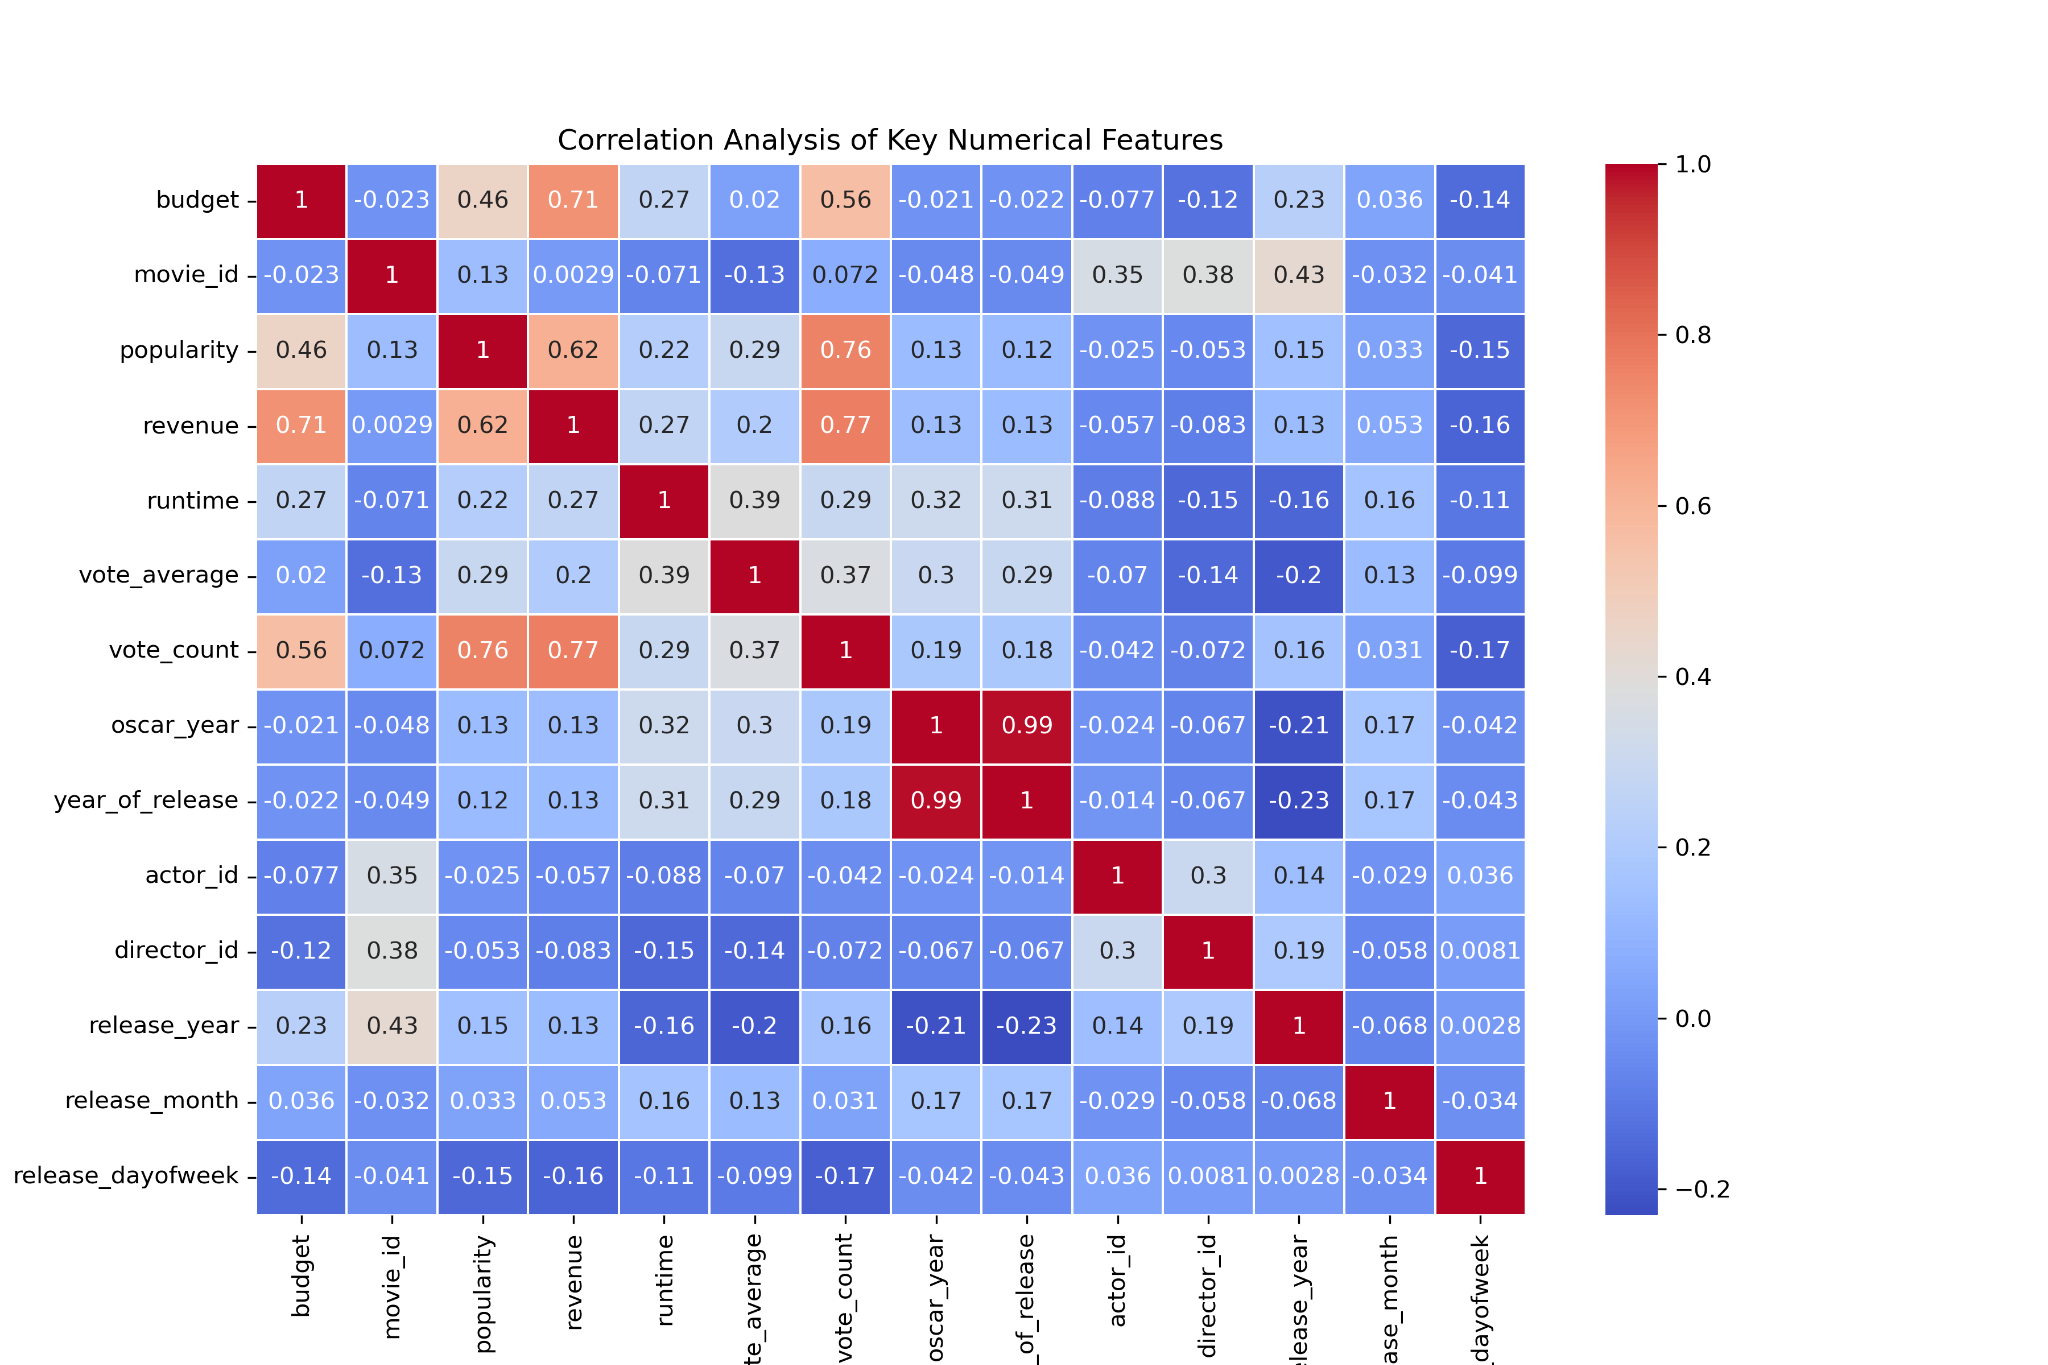 Correlation Analysis of Key Numerical Features
budget 1 -0.023 0.46 0.71 0.27 0.02 0.56 -0.021 -0.022 -0.077 -0.12 0.23 0.036 -0.14
movie_id -0.023 1 0.13 0.0029 -0.071 -0.13 0.072 -0.048 -0.049 0.35 0.38 0.43 -0.032 -0.041
popularity 0.46 0.13 1 0.62 0.22 0.29 0.76 0.13 0.12 -0.025 -0.053 0.15 0.033 -0.15
revenue 0.71 0.0029 0.62 1 0.27 0.2 0.77 0.13 0.13 -0.057 -0.083 0.13 0.053 -0.16
runtime 0.27 -0.071 0.22 0.27 1 0.39 0.29 0.32 0.31 -0.088 -0.15 -0.16 0.16 -0.11
vote_average 0.02 -0.13 0.29 0.2 0.39 1 0.37 0.3 0.29 -0.07 -0.14 -0.2 0.13 -0.099
vote_count 0.56 0.072 0.76 0.77 0.29 0.37 1 0.19 0.18 -0.042 -0.072 0.16 0.031 -0.17
oscar_year -0.021 -0.048 0.13 0.13 0.32 0.3 0.19 1 0.99 -0.024 -0.067 -0.21 0.17 -0.042
year_of_release -0.022 -0.049 0.12 0.13 0.31 0.29 0.18 0.99 1 -0.014 -0.067 -0.23 0.17 -0.043
actor_id -0.077 0.35 -0.025 -0.057 -0.088 -0.07 -0.042 -0.024 -0.014 1 0.3 0.14 -0.029 0.036
director_id -0.12 0.38 -0.053 -0.083 -0.15 -0.14 -0.072 -0.067 -0.067 0.3 1 0.19 -0.058 0.0081
release_year 0.23 0.43 0.15 0.13 -0.16 -0.2 0.16 -0.21 -0.23 0.14 0.19 1 -0.068 0.0028
release_month 0.036 -0.032 0.033 0.053 0.16 0.13 0.031 0.17 0.17 -0.029 -0.058 -0.068 1 -0.034
release_dayofweek -0.14 -0.041 -0.15 -0.16 -0.11 -0.099 -0.17 -0.042 -0.043 0.036 0.0081 0.0028 -0.034 1
budget
movie_id
popularity
revenue
runtime
te_average
vote_count
oscar_year
_of_release
actor_id
director_id
elease_year
ase_month
_dayofweek
1.0
0.8
0.6
0.4
0.2
0.0
−0.2